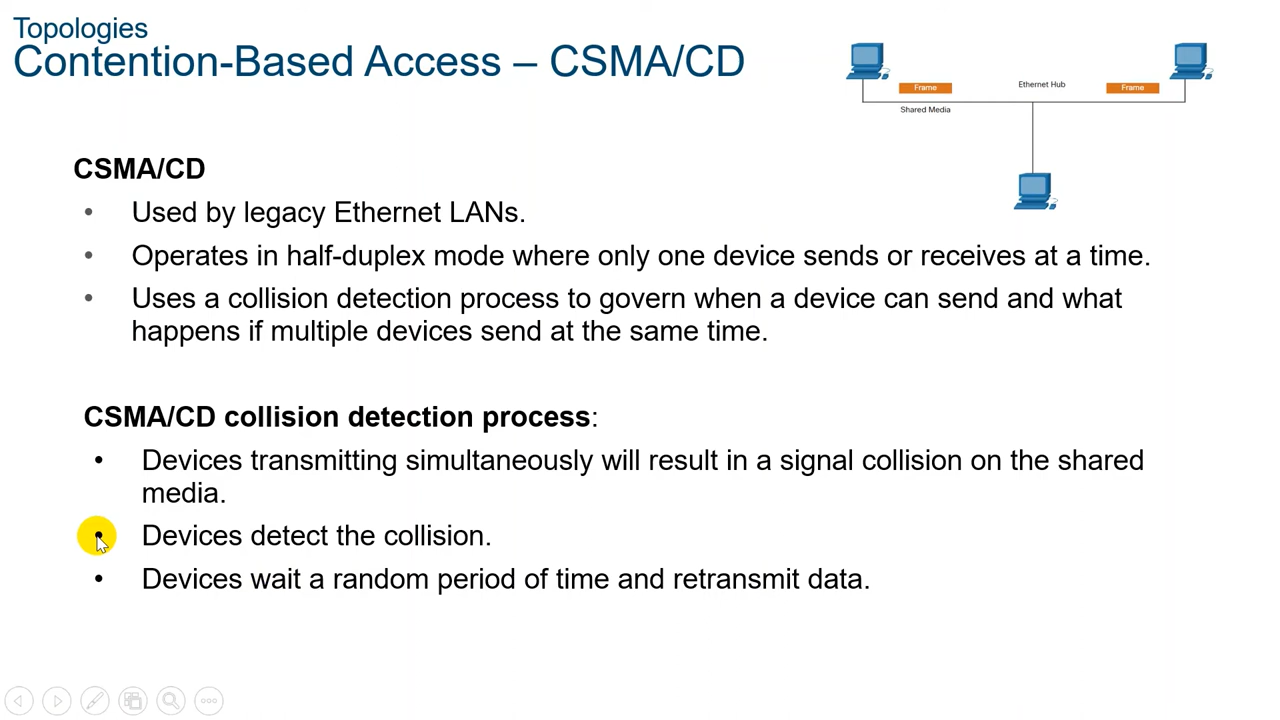 Topologies
Contention-Based Access – CSMA/CD
Frame
Ethernet Hub
Frame
Shared Media
CSMA/CD
• Used by legacy Ethernet LANs.
• Operates in half-duplex mode where only one device sends or receives at a time.
• Uses a collision detection process to govern when a device can send and what
happens if multiple devices send at the same time.
CSMA/CD collision detection process:
• Devices transmitting simultaneously will result in a signal collision on the shared
media.
• Devices detect the collision.
• Devices wait a random period of time and retransmit data.